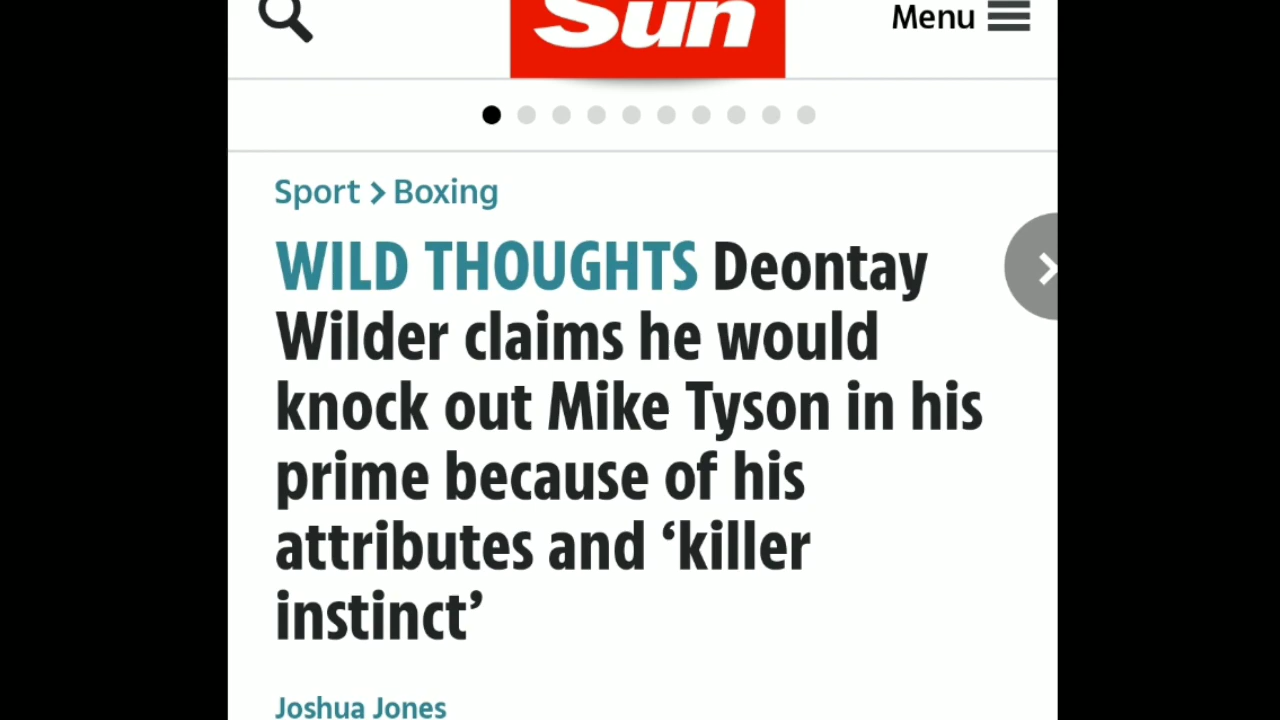 Sun
Menu
Sport > Boxing
WILD THOUGHTS Deontay
Wilder claims he would
knock out Mike Tyson in his
prime because of his
attributes and ‘killer
instinct’
Joshua Jones